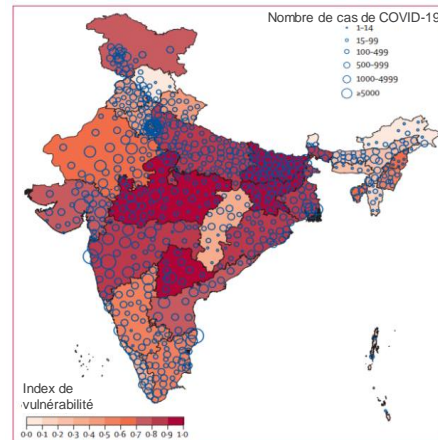 Nombre de cas de COVID-19
1–14
15–99
100–499
500–999
1000–4999
≥5000
Index de
vulnérabilité
0·0 0·1 0·2 0·3 0·4 0·5 0·6 0·7 0·8 0·9 1·0